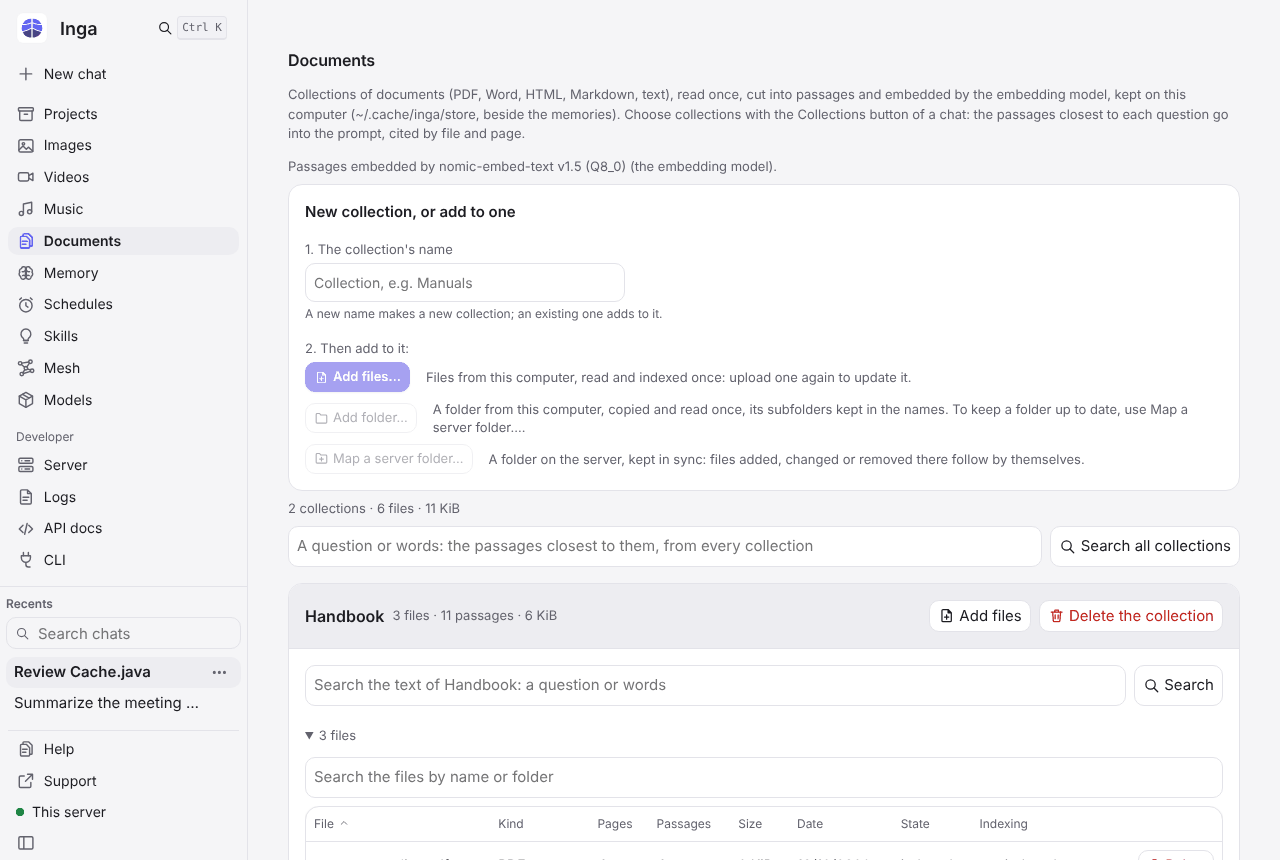 Inga
Ctrl K
New chat
Projects
Images
Videos
Music
Documents
Memory
Schedules
Skills
Mesh
Models
Developer
Server
Logs
API docs
CLI
Recents
Search chats
Review Cache.java
Summarize the meeting ...
Help
Support
This server
Documents
Collections of documents (PDF, Word, HTML, Markdown, text), read once, cut into passages and embedded by the embedding model, kept on this
computer (~/.cache/inga/store, beside the memories). Choose collections with the Collections button of a chat: the passages closest to each question go
into the prompt, cited by file and page.
Passages embedded by nomic-embed-text v1.5 (Q8_0) (the embedding model).
New collection, or add to one
1. The collection's name
Collection, e.g. Manuals
A new name makes a new collection; an existing one adds to it.
2. Then add to it:
Add files... Files from this computer, read and indexed once: upload one again to update it.
Add folder... A folder from this computer, copied and read once, its subfolders kept in the names. To keep a folder up to date, use Map a
server folder....
Map a server folder... A folder on the server, kept in sync: files added, changed or removed there follow by themselves.
2 collections · 6 files · 11 KiB
A question or words: the passages closest to them, from every collection Search all collections
Handbook 3 files · 11 passages · 6 KiB Add files Delete the collection
Search the text of Handbook: a question or words Search
▼ 3 files
Search the files by name or folder
File Kind Pages Passages Size Date State Indexing